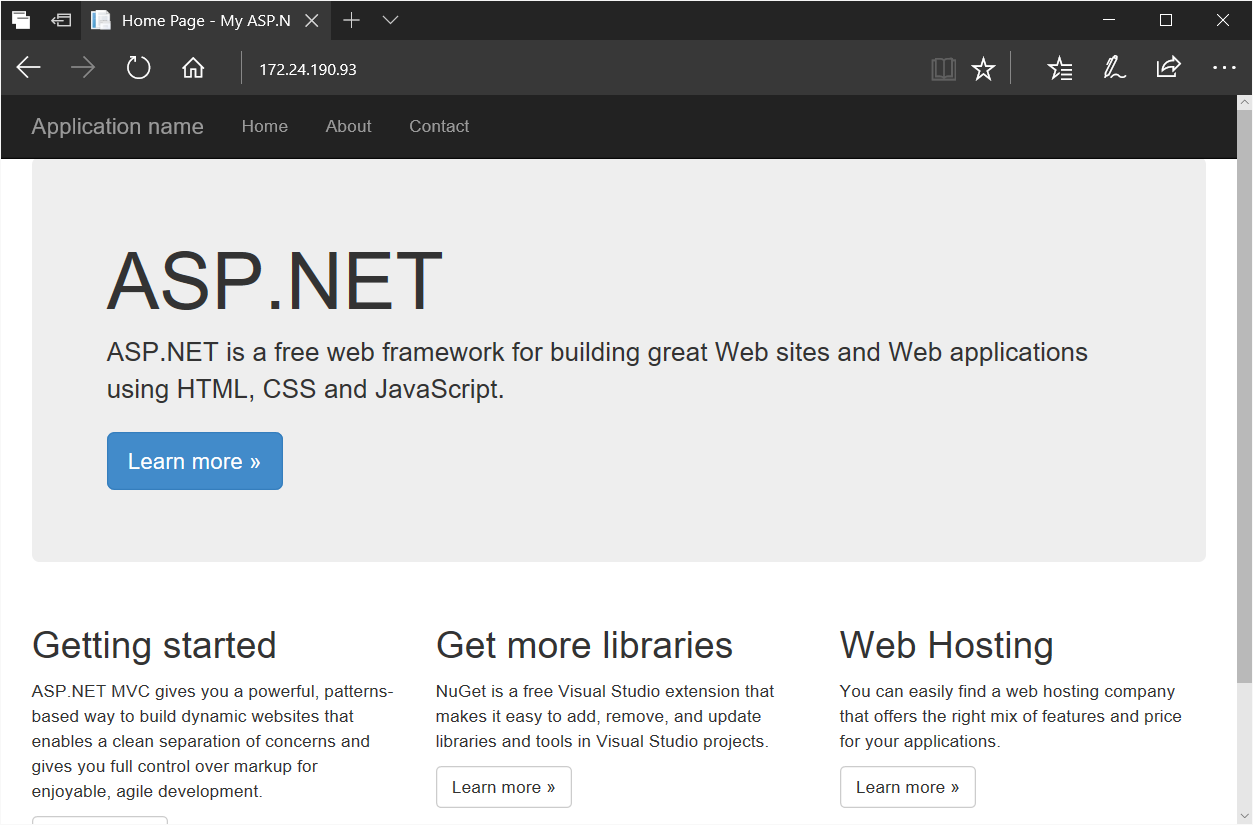 Home Page - My ASP.N
172.24.190.93
Application name Home About Contact
ASP.NET
ASP.NET is a free web framework for building great Web sites and Web applications
using HTML, CSS and JavaScript.
Learn more »
Getting started
ASP.NET MVC gives you a powerful, patterns-
based way to build dynamic websites that
enables a clean separation of concerns and
gives you full control over markup for
enjoyable, agile development.
Get more libraries
NuGet is a free Visual Studio extension that
makes it easy to add, remove, and update
libraries and tools in Visual Studio projects.
Learn more »
Web Hosting
You can easily find a web hosting company
that offers the right mix of features and price
for your applications.
Learn more »